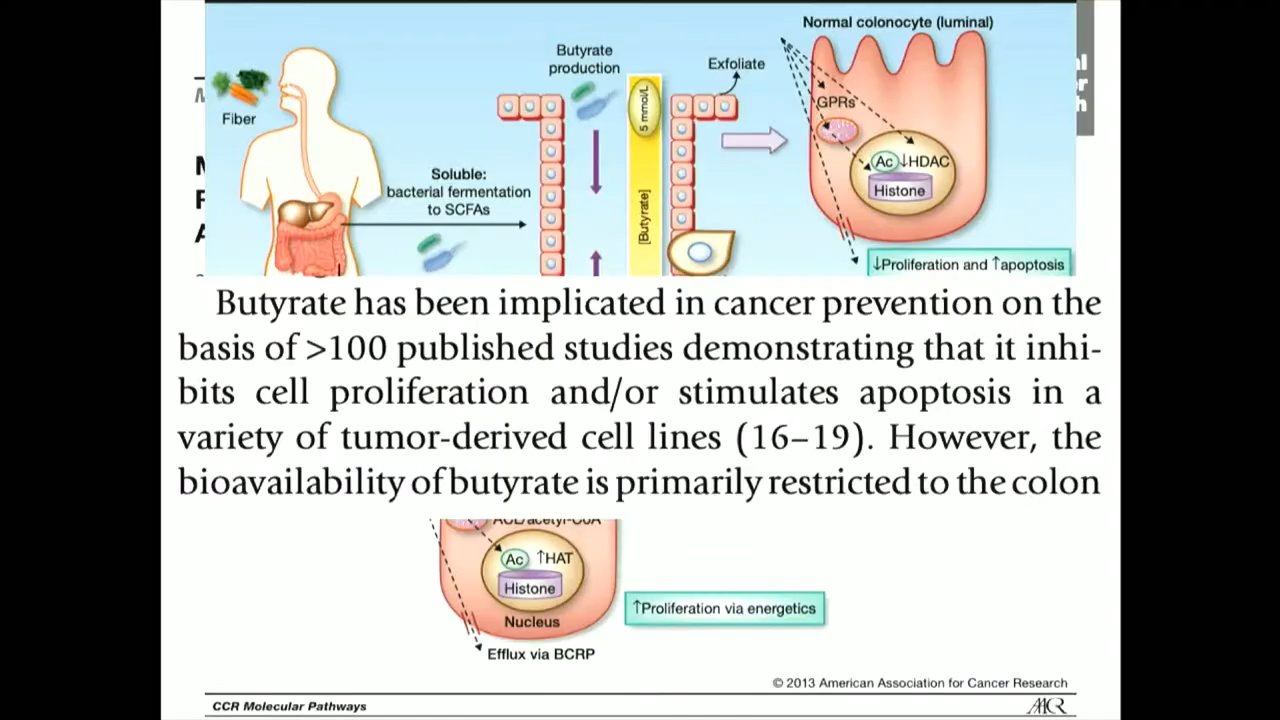 Normal colonocyte (luminal)
Butyrate
production
Exfoliate
Fiber
5 mmol/L
GPRs
Ac ↓HDAC
Histone
Soluble:
bacterial fermentation
to SCFAs
[Butyrate]
↓Proliferation and ↑apoptosis
Butyrate has been implicated in cancer prevention on the
basis of >100 published studies demonstrating that it inhi-
bits cell proliferation and/or stimulates apoptosis in a
variety of tumor-derived cell lines (16–19). However, the
bioavailability of butyrate is primarily restricted to the colon
ACL/acetyl-CoA
Ac ↑HAT
Histone
Nucleus
↑Proliferation via energetics
Efflux via BCRP
© 2013 American Association for Cancer Research
CCR Molecular Pathways
AACR